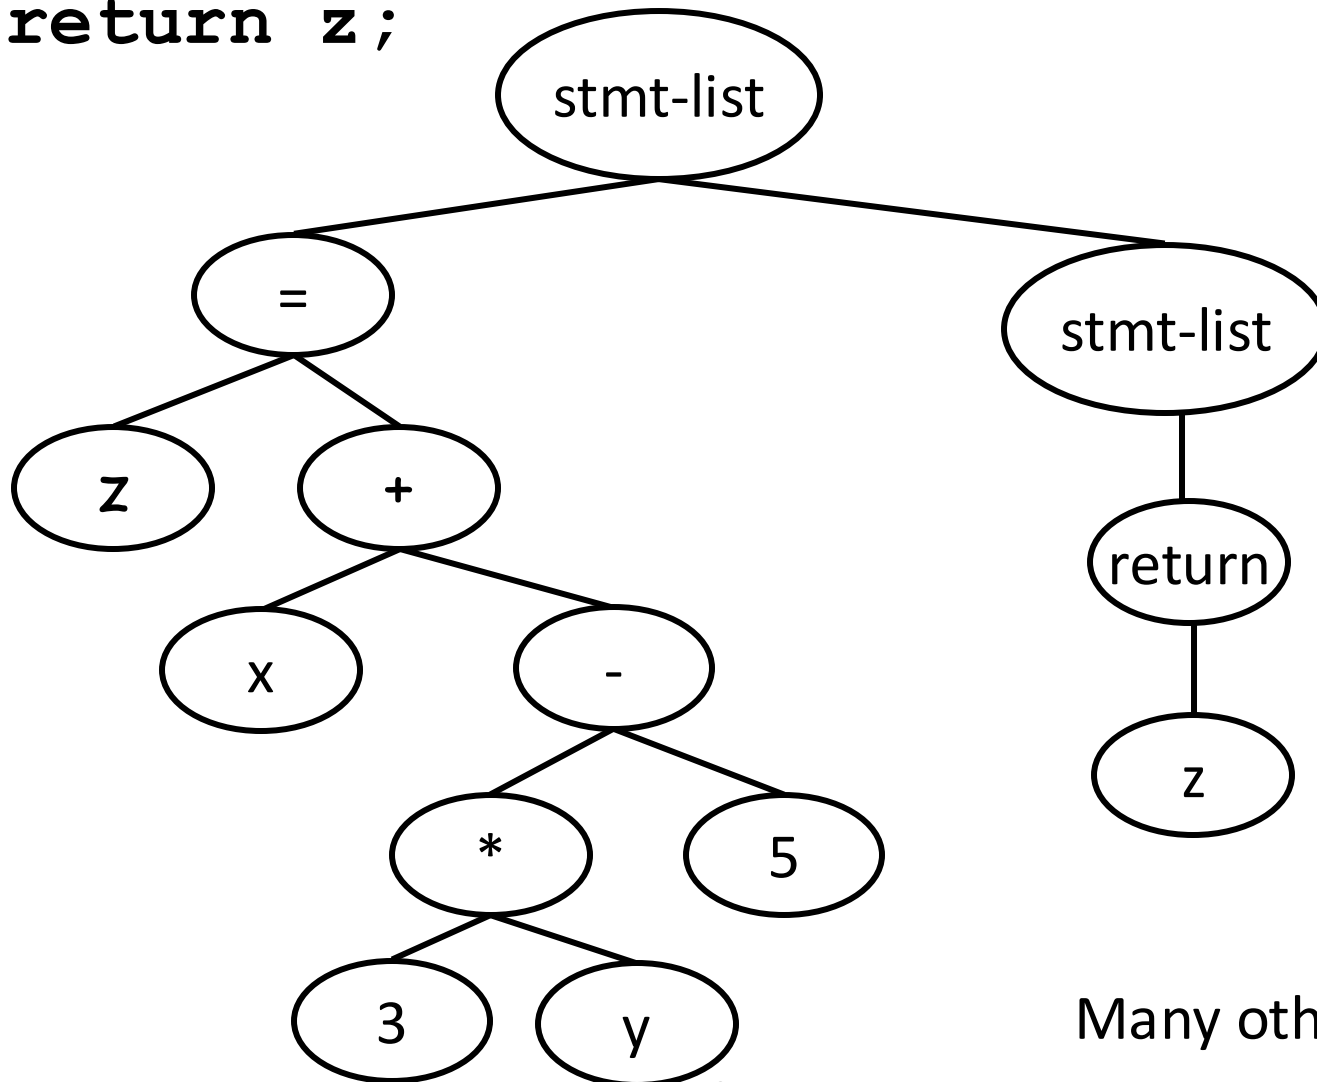 return z;
stmt-list
=
stmt-list
z
+
return
x
-
z
*
5
3
y
Many oth